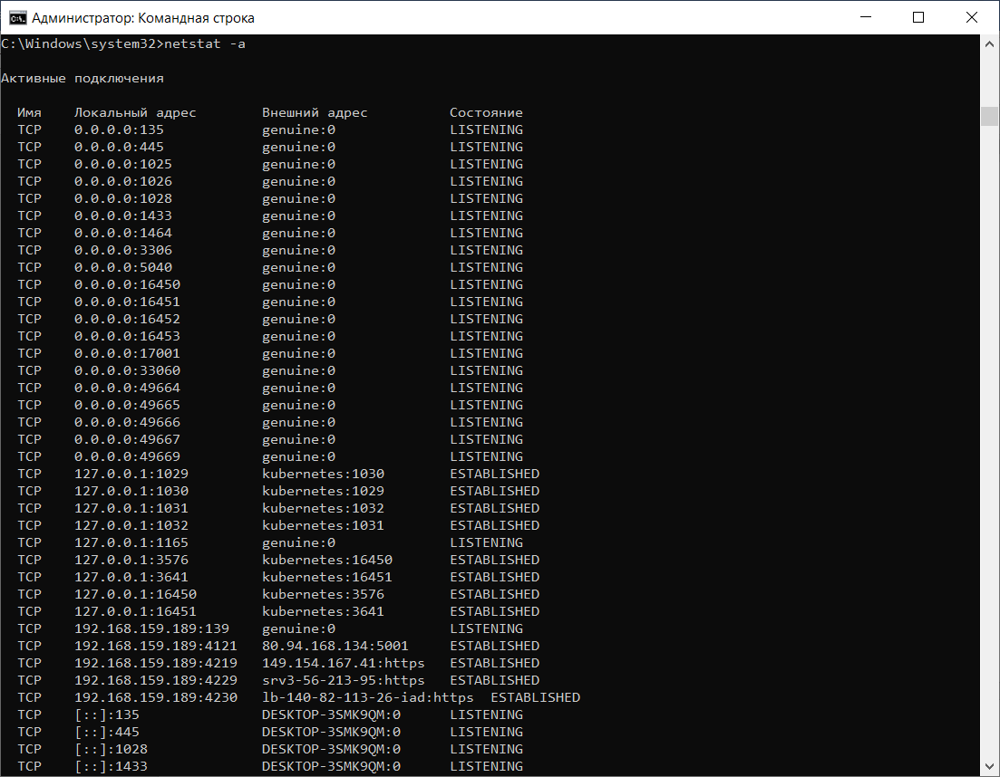 Администратор: Командная строка
C:\Windows\system32>netstat -a
Активные подключения
Имя Локальный адрес Внешний адрес Состояние
TCP 0.0.0.0:135 genuine:0 LISTENING
TCP 0.0.0.0:445 genuine:0 LISTENING
TCP 0.0.0.0:1025 genuine:0 LISTENING
TCP 0.0.0.0:1026 genuine:0 LISTENING
TCP 0.0.0.0:1028 genuine:0 LISTENING
TCP 0.0.0.0:1433 genuine:0 LISTENING
TCP 0.0.0.0:1464 genuine:0 LISTENING
TCP 0.0.0.0:3306 genuine:0 LISTENING
TCP 0.0.0.0:5040 genuine:0 LISTENING
TCP 0.0.0.0:16450 genuine:0 LISTENING
TCP 0.0.0.0:16451 genuine:0 LISTENING
TCP 0.0.0.0:16452 genuine:0 LISTENING
TCP 0.0.0.0:16453 genuine:0 LISTENING
TCP 0.0.0.0:17001 genuine:0 LISTENING
TCP 0.0.0.0:33060 genuine:0 LISTENING
TCP 0.0.0.0:49664 genuine:0 LISTENING
TCP 0.0.0.0:49665 genuine:0 LISTENING
TCP 0.0.0.0:49666 genuine:0 LISTENING
TCP 0.0.0.0:49667 genuine:0 LISTENING
TCP 0.0.0.0:49669 genuine:0 LISTENING
TCP 127.0.0.1:1029 kubernetes:1030 ESTABLISHED
TCP 127.0.0.1:1030 kubernetes:1029 ESTABLISHED
TCP 127.0.0.1:1031 kubernetes:1032 ESTABLISHED
TCP 127.0.0.1:1032 kubernetes:1031 ESTABLISHED
TCP 127.0.0.1:1165 genuine:0 LISTENING
TCP 127.0.0.1:3576 kubernetes:16450 ESTABLISHED
TCP 127.0.0.1:3641 kubernetes:16451 ESTABLISHED
TCP 127.0.0.1:16450 kubernetes:3576 ESTABLISHED
TCP 127.0.0.1:16451 kubernetes:3641 ESTABLISHED
TCP 192.168.159.189:139 genuine:0 LISTENING
TCP 192.168.159.189:4121 80.94.168.134:5001 ESTABLISHED
TCP 192.168.159.189:4219 149.154.167.41:https ESTABLISHED
TCP 192.168.159.189:4229 srv3-56-213-95:https ESTABLISHED
TCP 192.168.159.189:4230 lb-140-82-113-26-iad:https ESTABLISHED
TCP [::]:135 DESKTOP-3SMK9QM:0 LISTENING
TCP [::]:445 DESKTOP-3SMK9QM:0 LISTENING
TCP [::]:1028 DESKTOP-3SMK9QM:0 LISTENING
TCP [::]:1433 DESKTOP-3SMK9QM:0 LISTENING